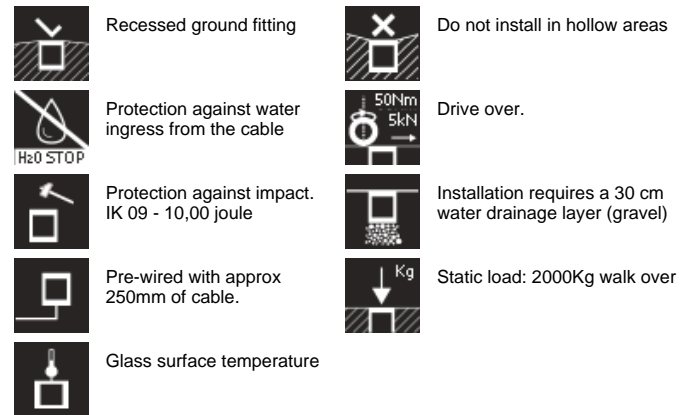 Recessed ground fitting
Do not install in hollow areas
H20 STOP
Protection against water
ingress from the cable
50Nm
5kN
Drive over.
Protection against impact.
IK 09 - 10,00 joule
Installation requires a 30 cm
water drainage layer (gravel)
Pre-wired with approx
250mm of cable.
Kg
Static load: 2000Kg walk over
Glass surface temperature